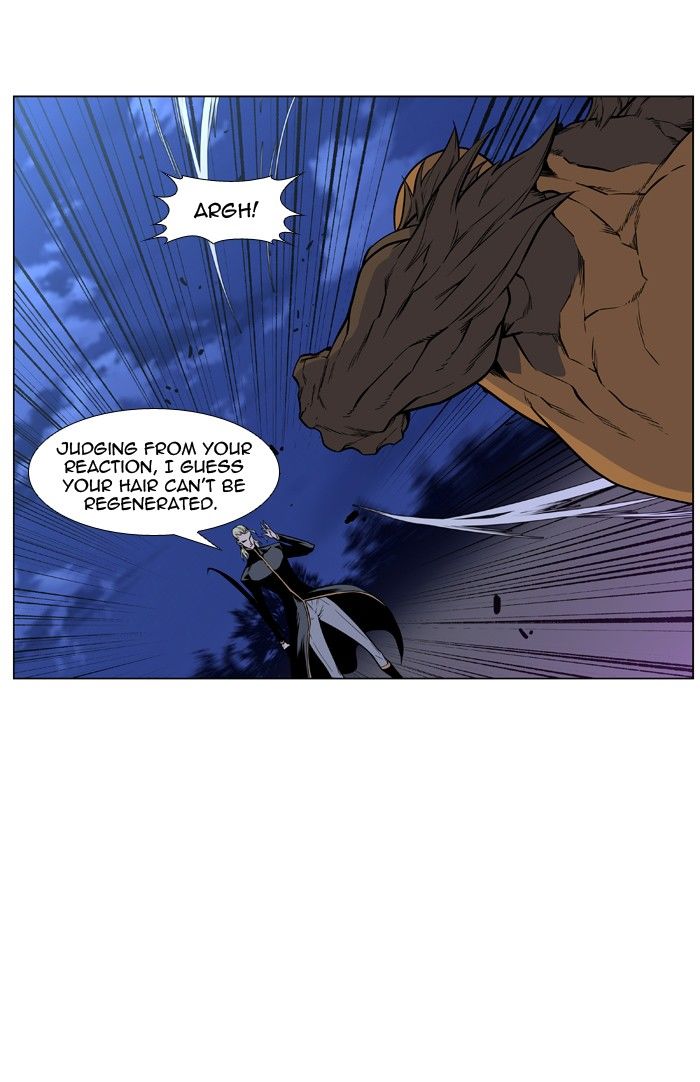 ARGH!
JUDGING FROM YOUR
REACTION, I GUESS
YOUR HAIR CAN'T BE
REGENERATED.